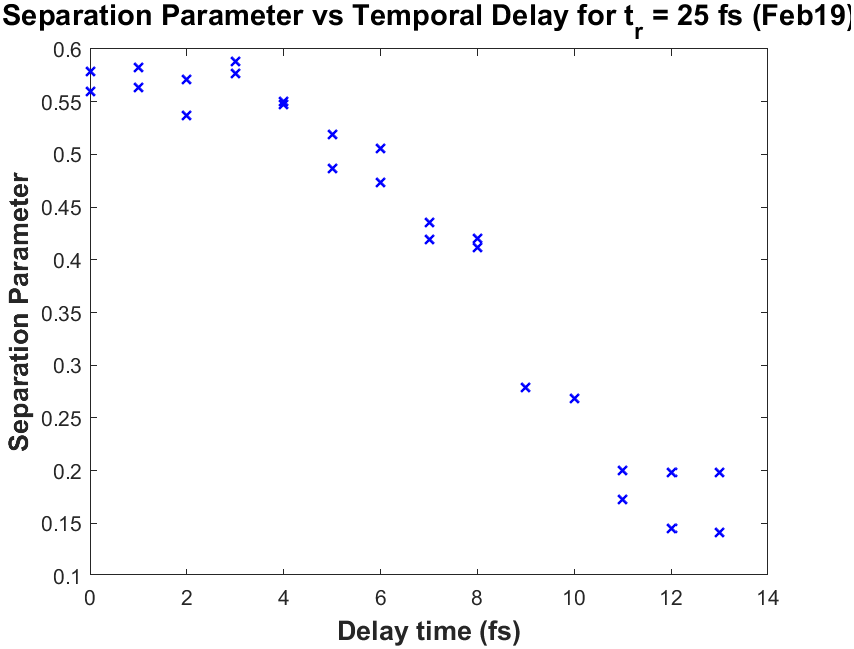 Separation Parameter vs Temporal Delay for t_r = 25 fs (Feb19)
0.6
0.55
0.5
0.45
0.4
0.35
0.3
0.25
0.2
0.15
0.1
Separation Parameter
0 2 4 6 8 10 12 14
Delay time (fs)